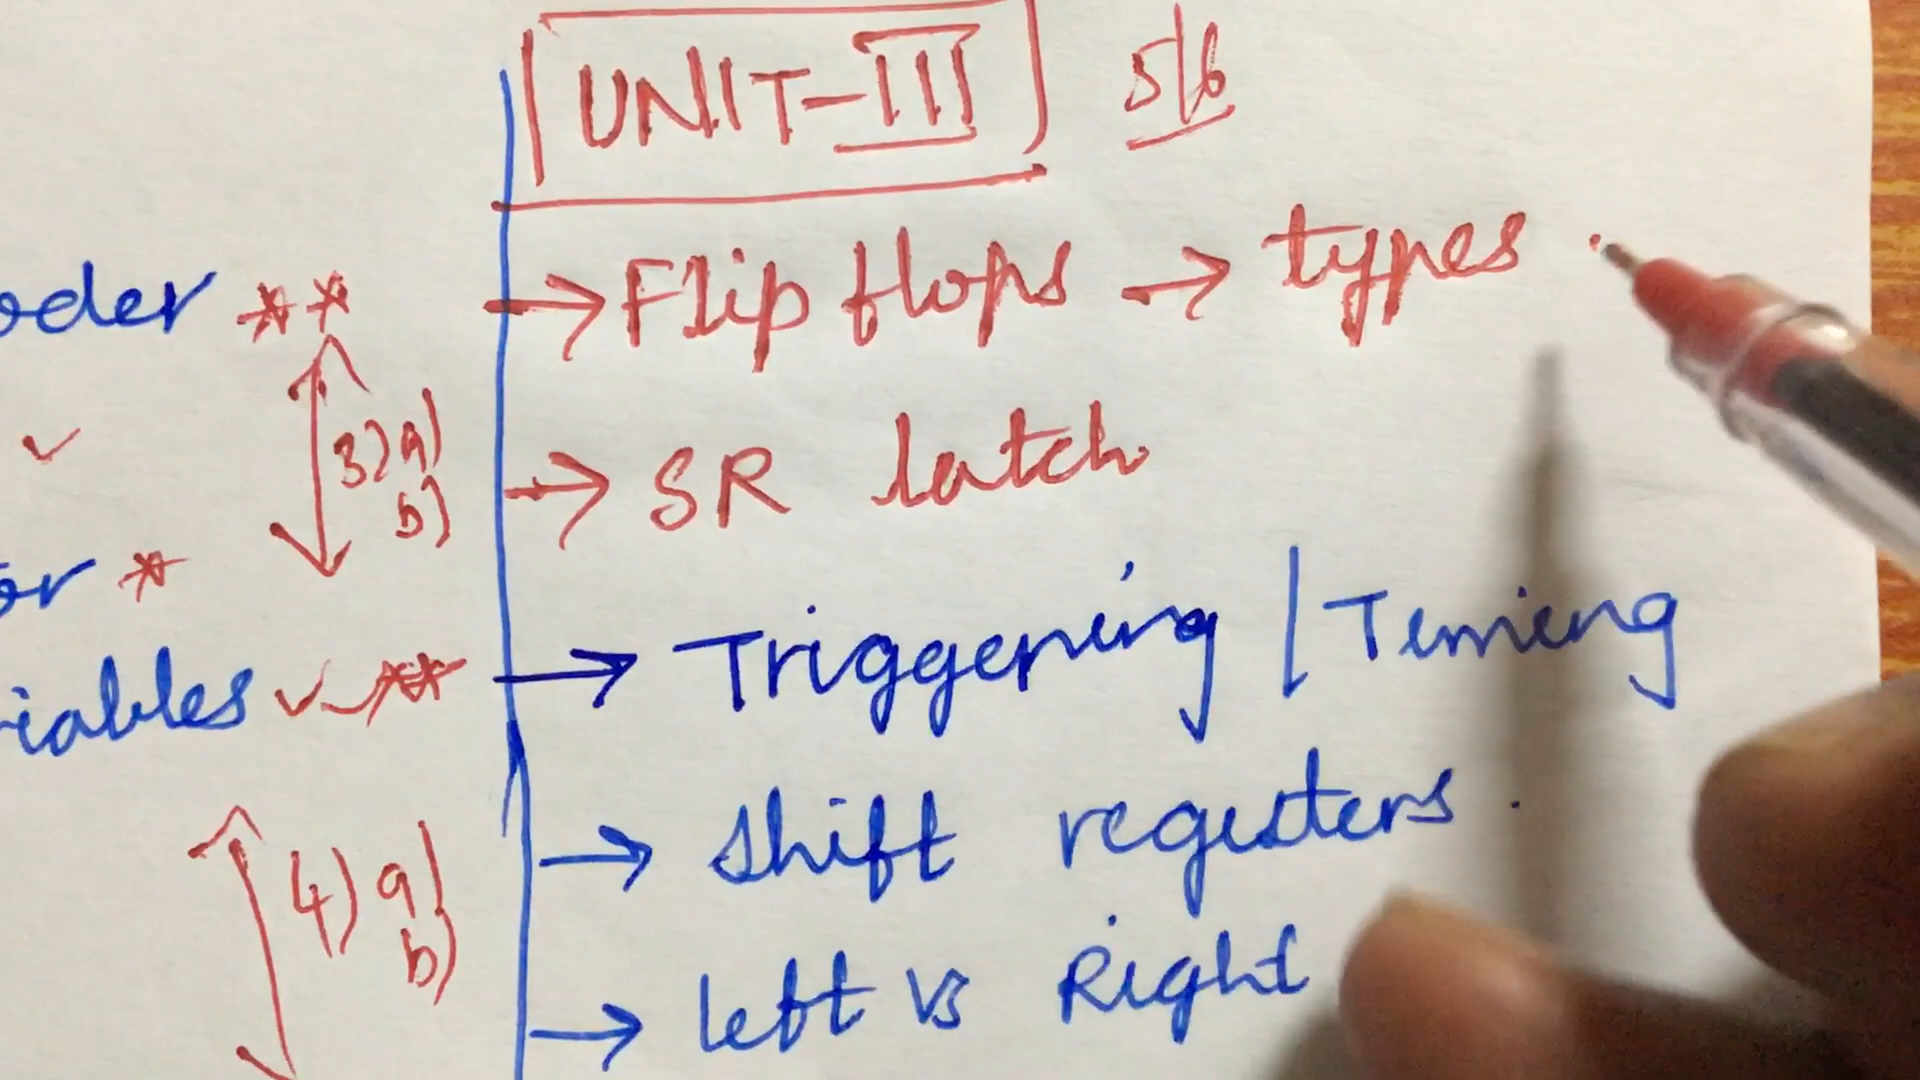 UNIT-III 5/6
oder ** → Flip flops → types.
✓ 3) a)
b)
→ SR latch
or *
riables ✓ ** → Triggering | Timing
→ Shift registers.
4) a)
b)
→ left vs Right